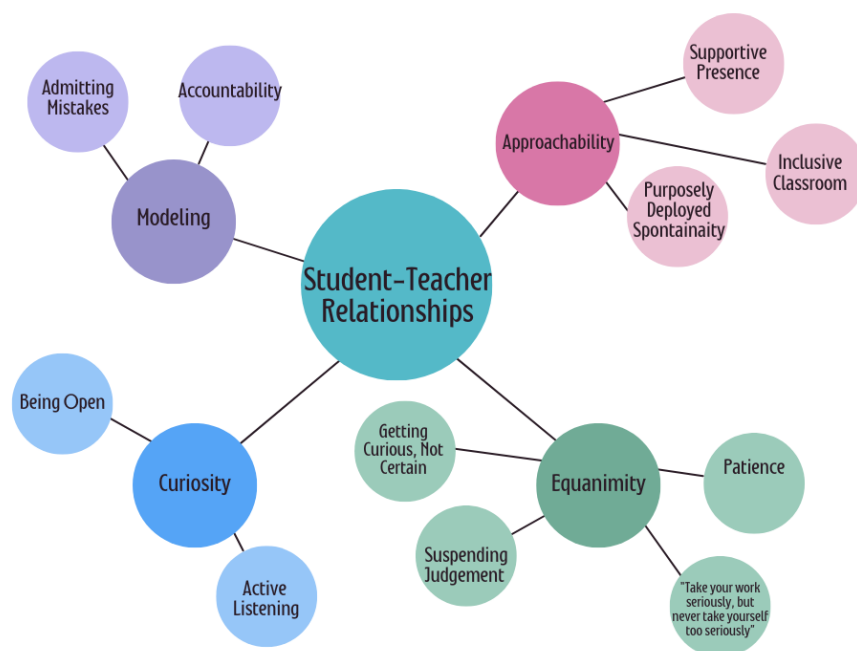 Student-Teacher
Relationships
Modeling
Admitting
Mistakes
Accountability
Approachability
Supportive
Presence
Inclusive
Classroom
Purposely
Deployed
Spontainaity
Curiosity
Being Open
Active
Listening
Equanimity
Getting
Curious, Not
Certain
Suspending
Judgement
Patience
"Take your work
seriously, but
never take yourself
too seriously"